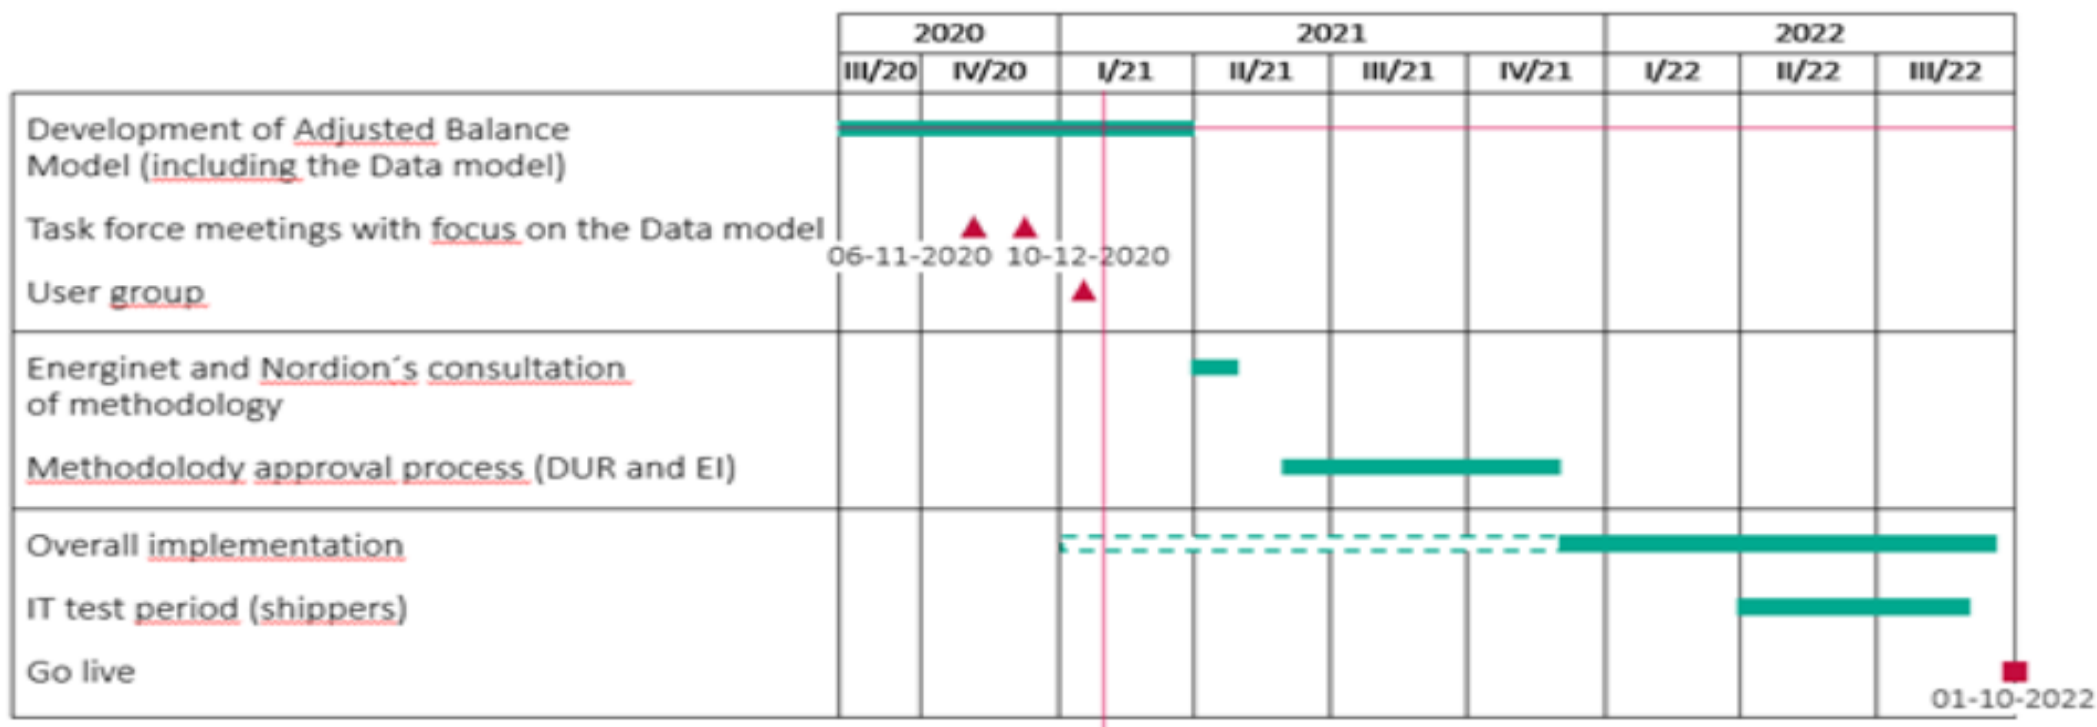 2020 2021 2022
III/20 IV/20 I/21 II/21 III/21 IV/21 I/22 II/22 III/22
Development of Adjusted Balance
Model (including the Data model)
Task force meetings with focus on the Data model
06-11-2020 10-12-2020
User group
Energinet and Nordion´s consultation
of methodology
Methodolody approval process (DUR and EI)
Overall implementation
IT test period (shippers)
Go live
01-10-2022